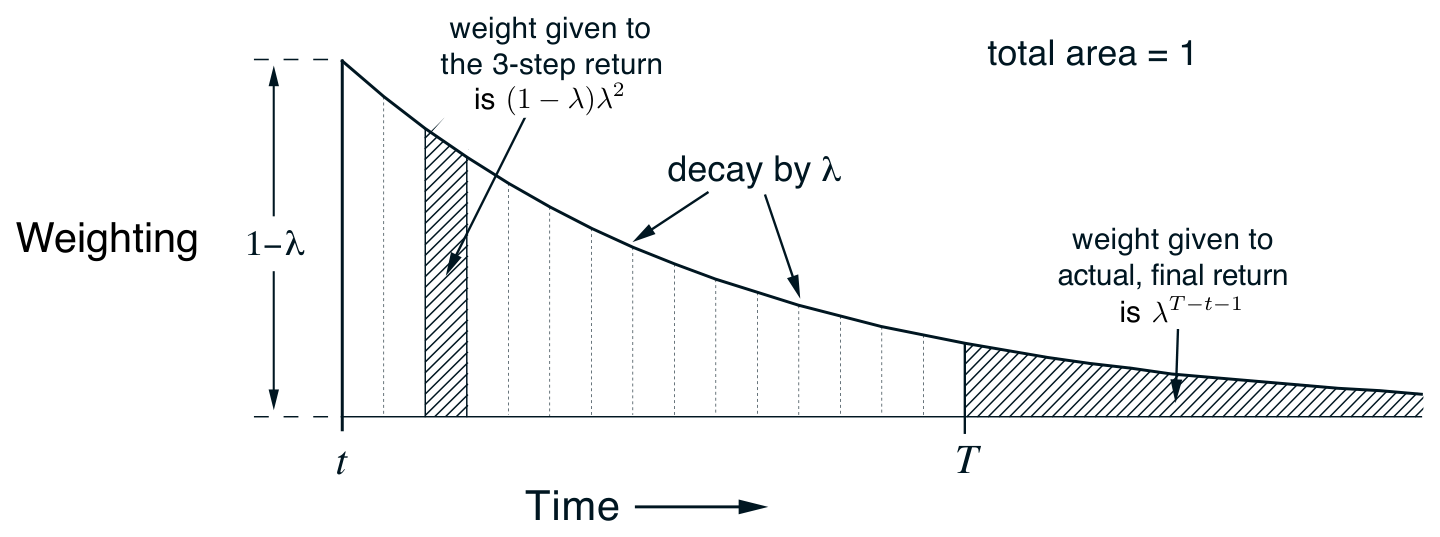 weight given to
the 3-step return
is (1 − λ)λ²
total area = 1
decay by λ
Weighting
1−λ
weight given to
actual, final return
is λᵀ⁻ᵗ⁻¹
t
T
Time